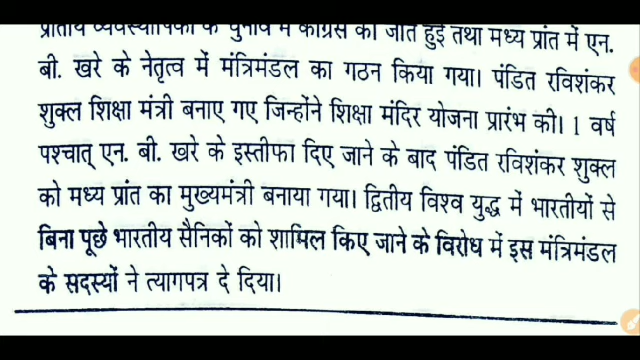 प्रांतीय व्यवस्थापिका के चुनाव में कांग्रेस की जीत हुई तथा मध्य प्रांत में एन.
बी. खरे के नेतृत्व में मंत्रिमंडल का गठन किया गया। पंडित रविशंकर
शुक्ल शिक्षा मंत्री बनाए गए जिन्होंने शिक्षा मंदिर योजना प्रारंभ की। 1 वर्ष
पश्चात् एन. बी. खरे के इस्तीफा दिए जाने के बाद पंडित रविशंकर शुक्ल
को मध्य प्रांत का मुख्यमंत्री बनाया गया। द्वितीय विश्व युद्ध में भारतीयों से
बिना पूछे भारतीय सैनिकों को शामिल किए जाने के विरोध में इस मंत्रिमंडल
के सदस्यों ने त्यागपत्र दे दिया।